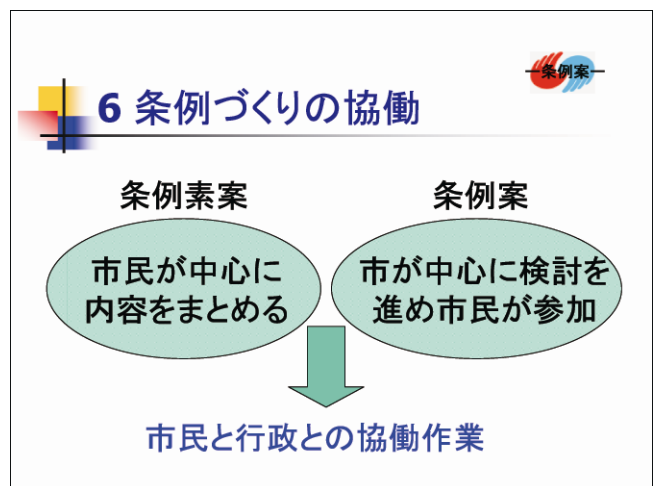 条例案
6 条例づくりの協働
条例素案
条例案
市民が中心に
内容をまとめる
市が中心に検討を
進め市民が参加
市民と行政との協働作業